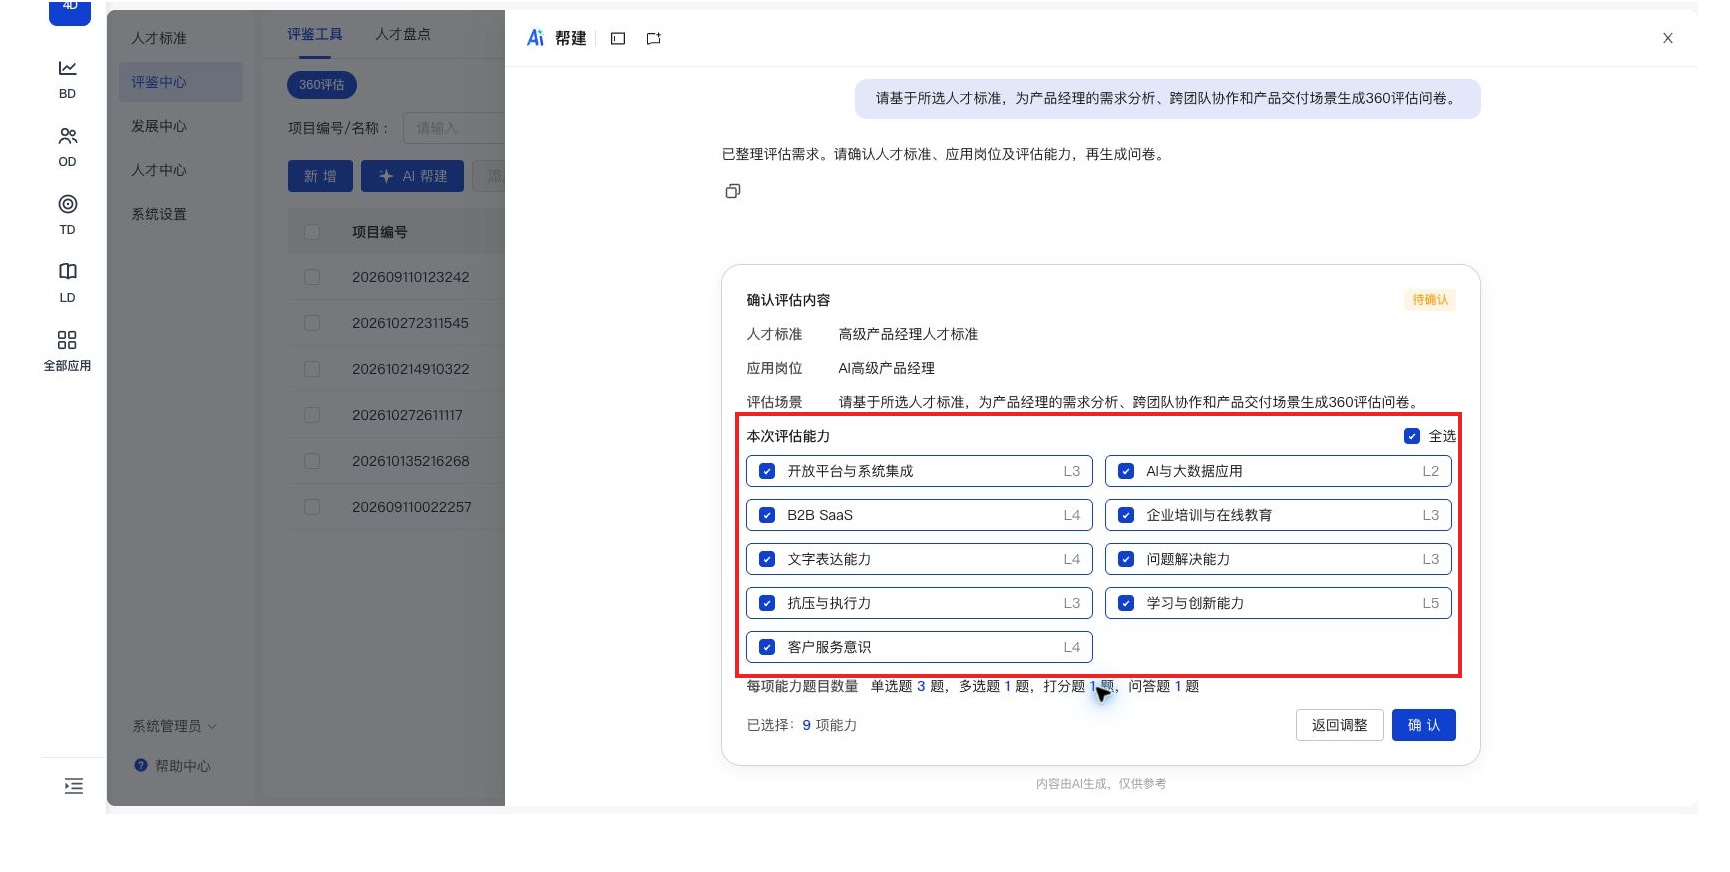 4D
BD
OD
TD
LD
全部应用
人才标准
评鉴中心
发展中心
人才中心
系统设置
系统管理员
帮助中心
评鉴工具 人才盘点
360评估
项目编号/名称： 请输入
新 增 AI 帮建 添
项目编号
202609110123242
202610272311545
202610214910322
202610272611117
202610135216268
202609110022257
Ai 帮建
请基于所选人才标准，为产品经理的需求分析、跨团队协作和产品交付场景生成360评估问卷。
已整理评估需求。请确认人才标准、应用岗位及评估能力，再生成问卷。
确认评估内容 待确认
人才标准 高级产品经理人才标准
应用岗位 AI高级产品经理
评估场景 请基于所选人才标准，为产品经理的需求分析、跨团队协作和产品交付场景生成360评估问卷。
本次评估能力 全选
开放平台与系统集成 L3 AI与大数据应用 L2
B2B SaaS L4 企业培训与在线教育 L3
文字表达能力 L4 问题解决能力 L3
抗压与执行力 L3 学习与创新能力 L5
客户服务意识 L4
每项能力题目数量 单选题 3 题，多选题 1 题，打分题 1 题，问答题 1 题
已选择：9 项能力 返回调整 确 认
内容由AI生成，仅供参考